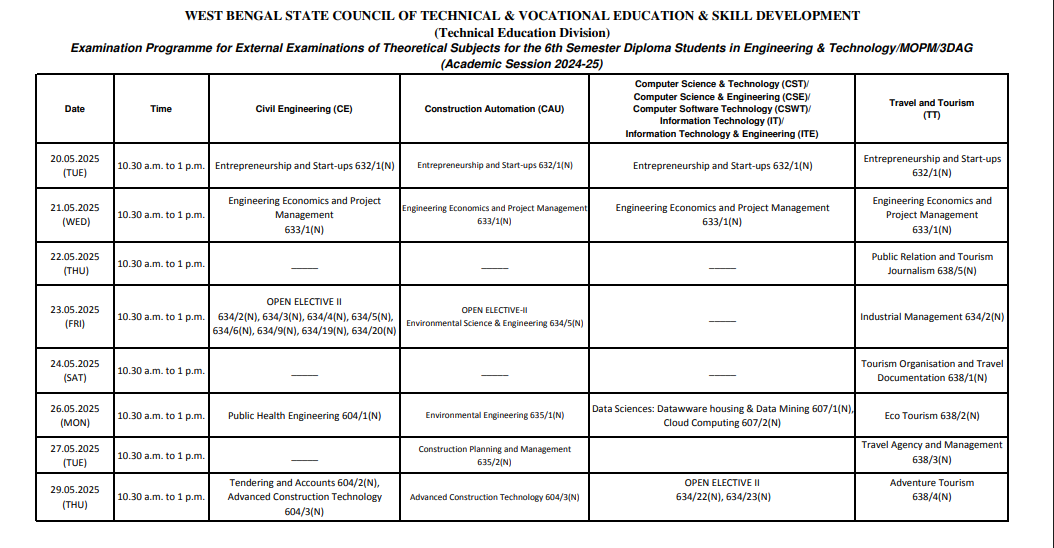 WEST BENGAL STATE COUNCIL OF TECHNICAL & VOCATIONAL EDUCATION & SKILL DEVELOPMENT
(Technical Education Division)
Examination Programme for External Examinations of Theoretical Subjects for the 6th Semester Diploma Students in Engineering & Technology/MOPM/3DAG
(Academic Session 2024-25)
Date
Time
Civil Engineering (CE)
Construction Automation (CAU)
Computer Science & Technology (CST)/
Computer Science & Engineering (CSE)/
Computer Software Technology (CSWT)/
Information Technology (IT)/
Information Technology & Engineering (ITE)
Travel and Tourism
(TT)
20.05.2025
(TUE)
10.30 a.m. to 1 p.m.
Entrepreneurship and Start-ups 632/1(N)
Entrepreneurship and Start-ups 632/1(N)
Entrepreneurship and Start-ups 632/1(N)
Entrepreneurship and Start-ups
632/1(N)
21.05.2025
(WED)
10.30 a.m. to 1 p.m.
Engineering Economics and Project
Management
633/1(N)
Engineering Economics and Project Management
633/1(N)
Engineering Economics and Project Management
633/1(N)
Engineering Economics and
Project Management
633/1(N)
22.05.2025
(THU)
10.30 a.m. to 1 p.m.
_____
_____
_____
Public Relation and Tourism
Journalism 638/5(N)
23.05.2025
(FRI)
10.30 a.m. to 1 p.m.
OPEN ELECTIVE II
634/2(N), 634/3(N), 634/4(N), 634/5(N),
634/6(N), 634/9(N), 634/19(N), 634/20(N)
OPEN ELECTIVE-II
Environmental Science & Engineering 634/5(N)
_____
Industrial Management 634/2(N)
24.05.2025
(SAT)
10.30 a.m. to 1 p.m.
_____
_____
_____
Tourism Organisation and Travel
Documentation 638/1(N)
26.05.2025
(MON)
10.30 a.m. to 1 p.m.
Public Health Engineering 604/1(N)
Environmental Engineering 635/1(N)
Data Sciences: Dataware housing & Data Mining 607/1(N),
Cloud Computing 607/2(N)
Eco Tourism 638/2(N)
27.05.2025
(TUE)
10.30 a.m. to 1 p.m.
_____
Construction Planning and Management
635/2(N)
Travel Agency and Management
638/3(N)
29.05.2025
(THU)
10.30 a.m. to 1 p.m.
Tendering and Accounts 604/2(N),
Advanced Construction Technology
604/3(N)
Advanced Construction Technology 604/3(N)
OPEN ELECTIVE II
634/22(N), 634/23(N)
Adventure Tourism
638/4(N)